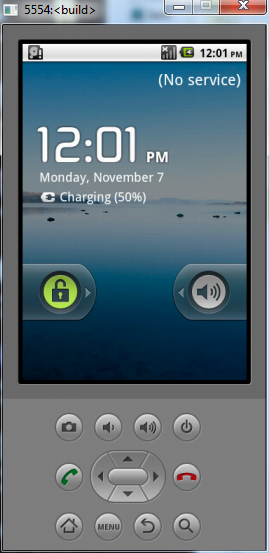 5554:<build>
12:01 PM
(No service)
12:01 PM
Monday, November 7
Charging (50%)
MENU